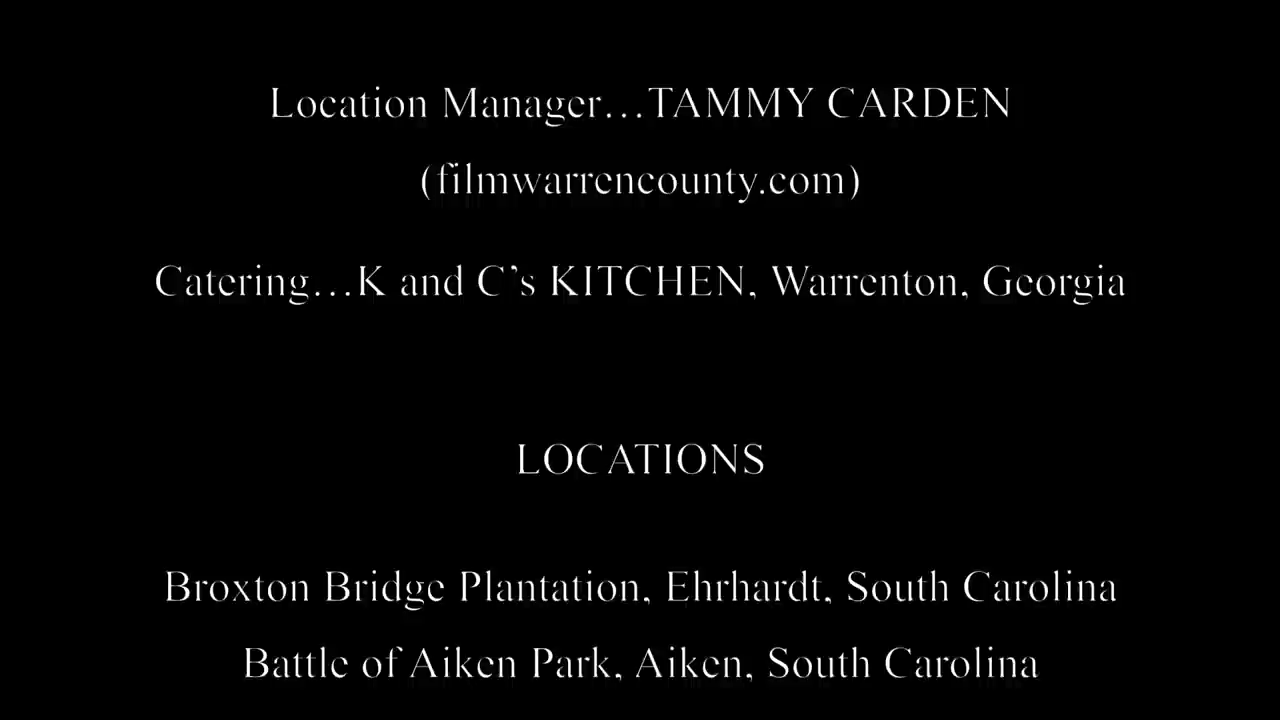 Location Manager...TAMMY CARDEN
(filmwarrencounty.com)
Catering...K and C's KITCHEN, Warrenton, Georgia
LOCATIONS
Broxton Bridge Plantation, Ehrhardt, South Carolina
Battle of Aiken Park, Aiken, South Carolina